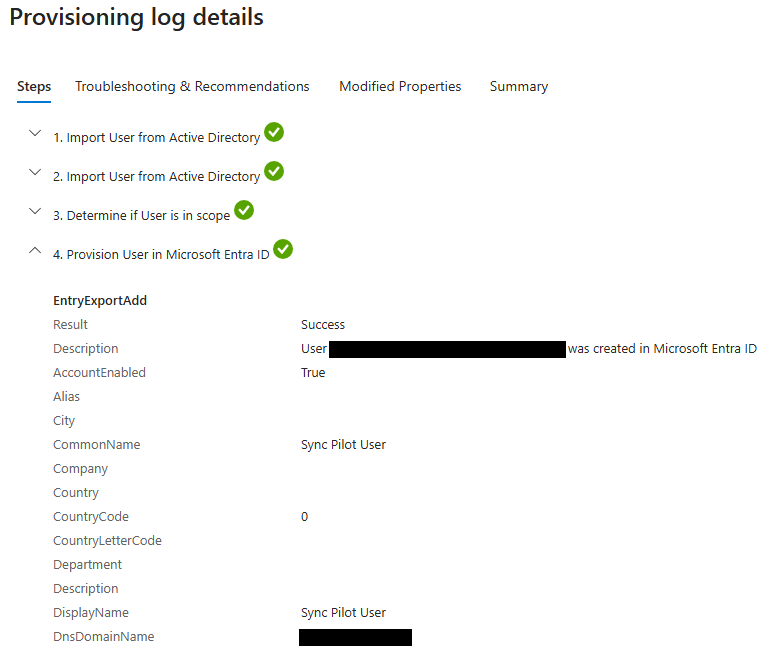 Provisioning log details
Steps Troubleshooting & Recommendations Modified Properties Summary
1. Import User from Active Directory
2. Import User from Active Directory
3. Determine if User is in scope
4. Provision User in Microsoft Entra ID
EntryExportAdd
Result Success
Description User was created in Microsoft Entra ID
AccountEnabled True
Alias
City
CommonName Sync Pilot User
Company
Country
CountryCode 0
CountryLetterCode
Department
Description
DisplayName Sync Pilot User
DnsDomainName